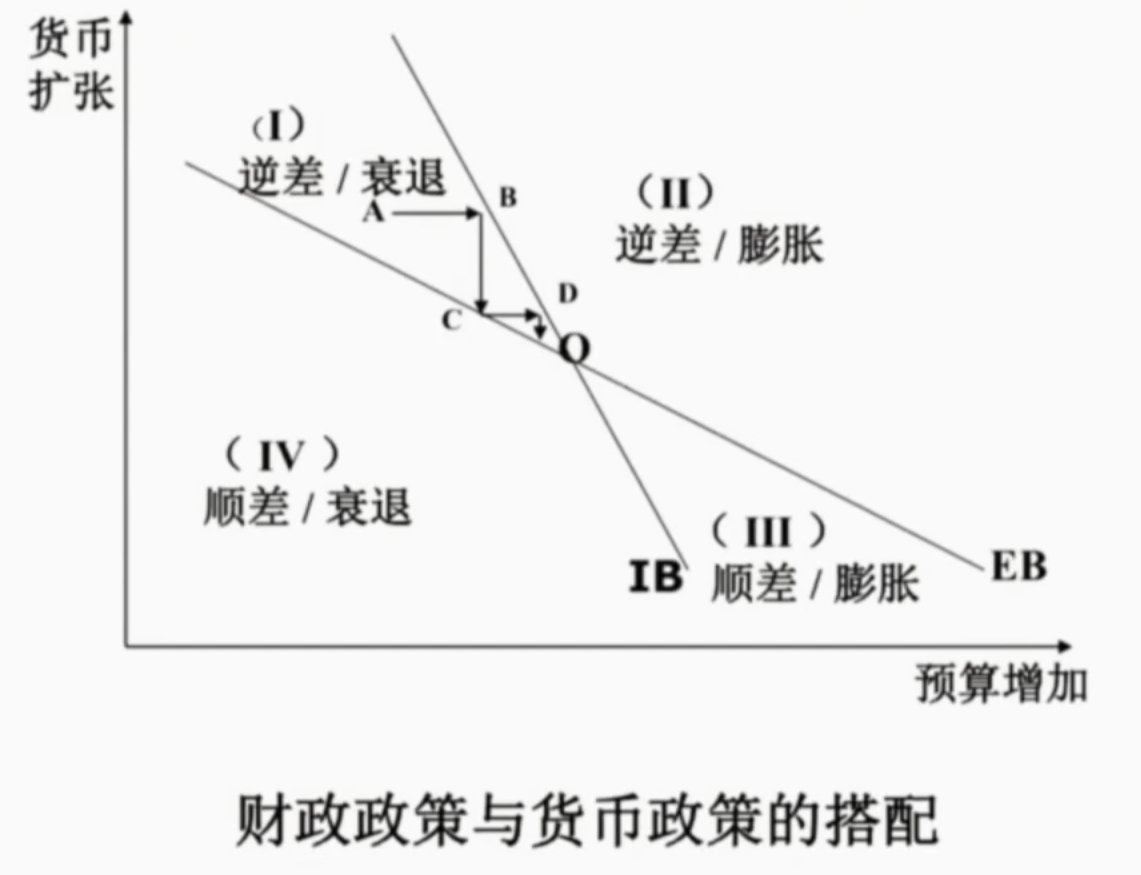 货币
扩张
（I）
逆差 / 衰退
A
B
（II）
逆差 / 膨胀
D
C
O
（ IV ）
顺差 / 衰退
（ III ）
顺差 / 膨胀
IB
EB
预算增加
财政政策与货币政策的搭配